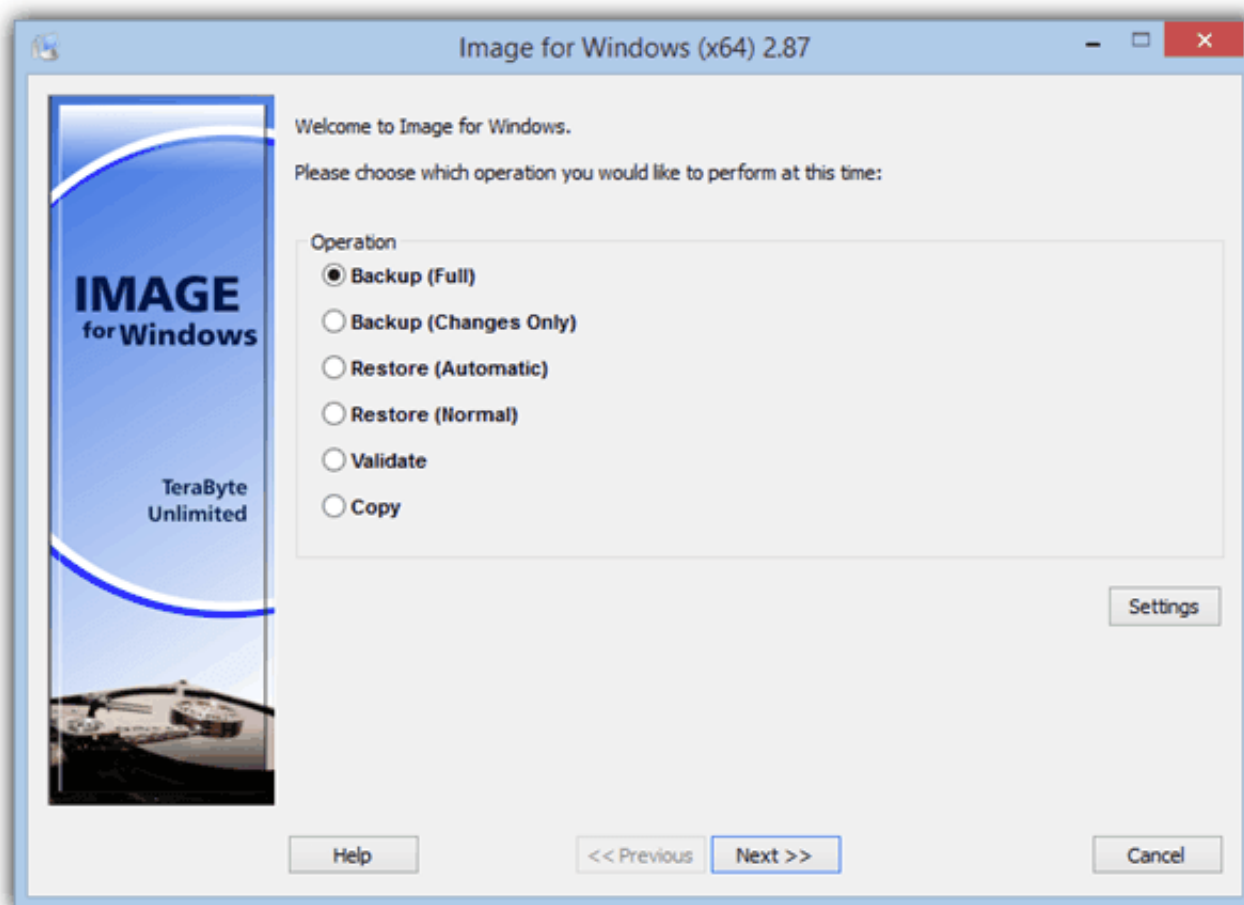 Image for Windows (x64) 2.87
IMAGE
for Windows
TeraByte
Unlimited
Welcome to Image for Windows.
Please choose which operation you would like to perform at this time:
Operation
Backup (Full)
Backup (Changes Only)
Restore (Automatic)
Restore (Normal)
Validate
Copy
Settings
Help
<< Previous
Next >>
Cancel